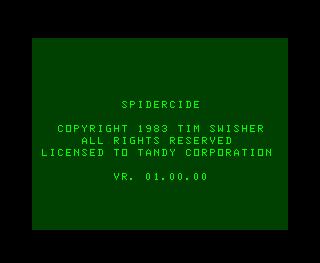 SPIDERCIDE
COPYRIGHT 1983 TIM SWISHER
ALL RIGHTS RESERVED
LICENSED TO TANDY CORPORATION
VR. 01.00.00